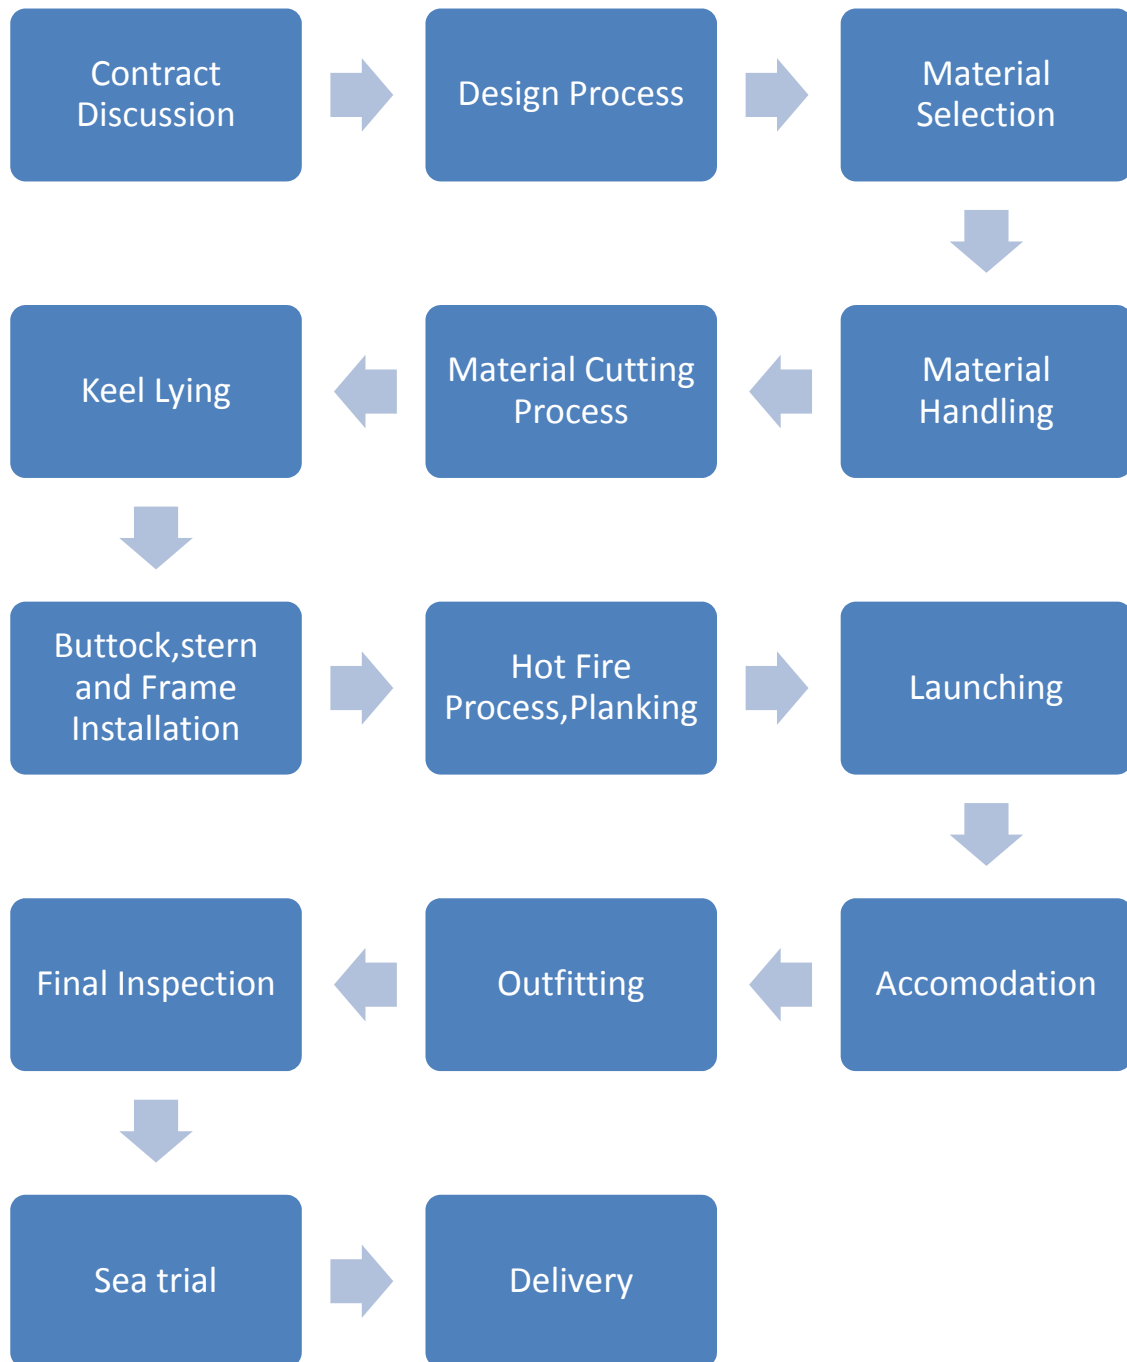 Contract
Discussion
Design Process
Material
Selection
Material
Handling
Material Cutting
Process
Keel Lying
Buttock,stern
and Frame
Installation
Hot Fire
Process,Planking
Launching
Accomodation
Outfitting
Final Inspection
Sea trial
Delivery